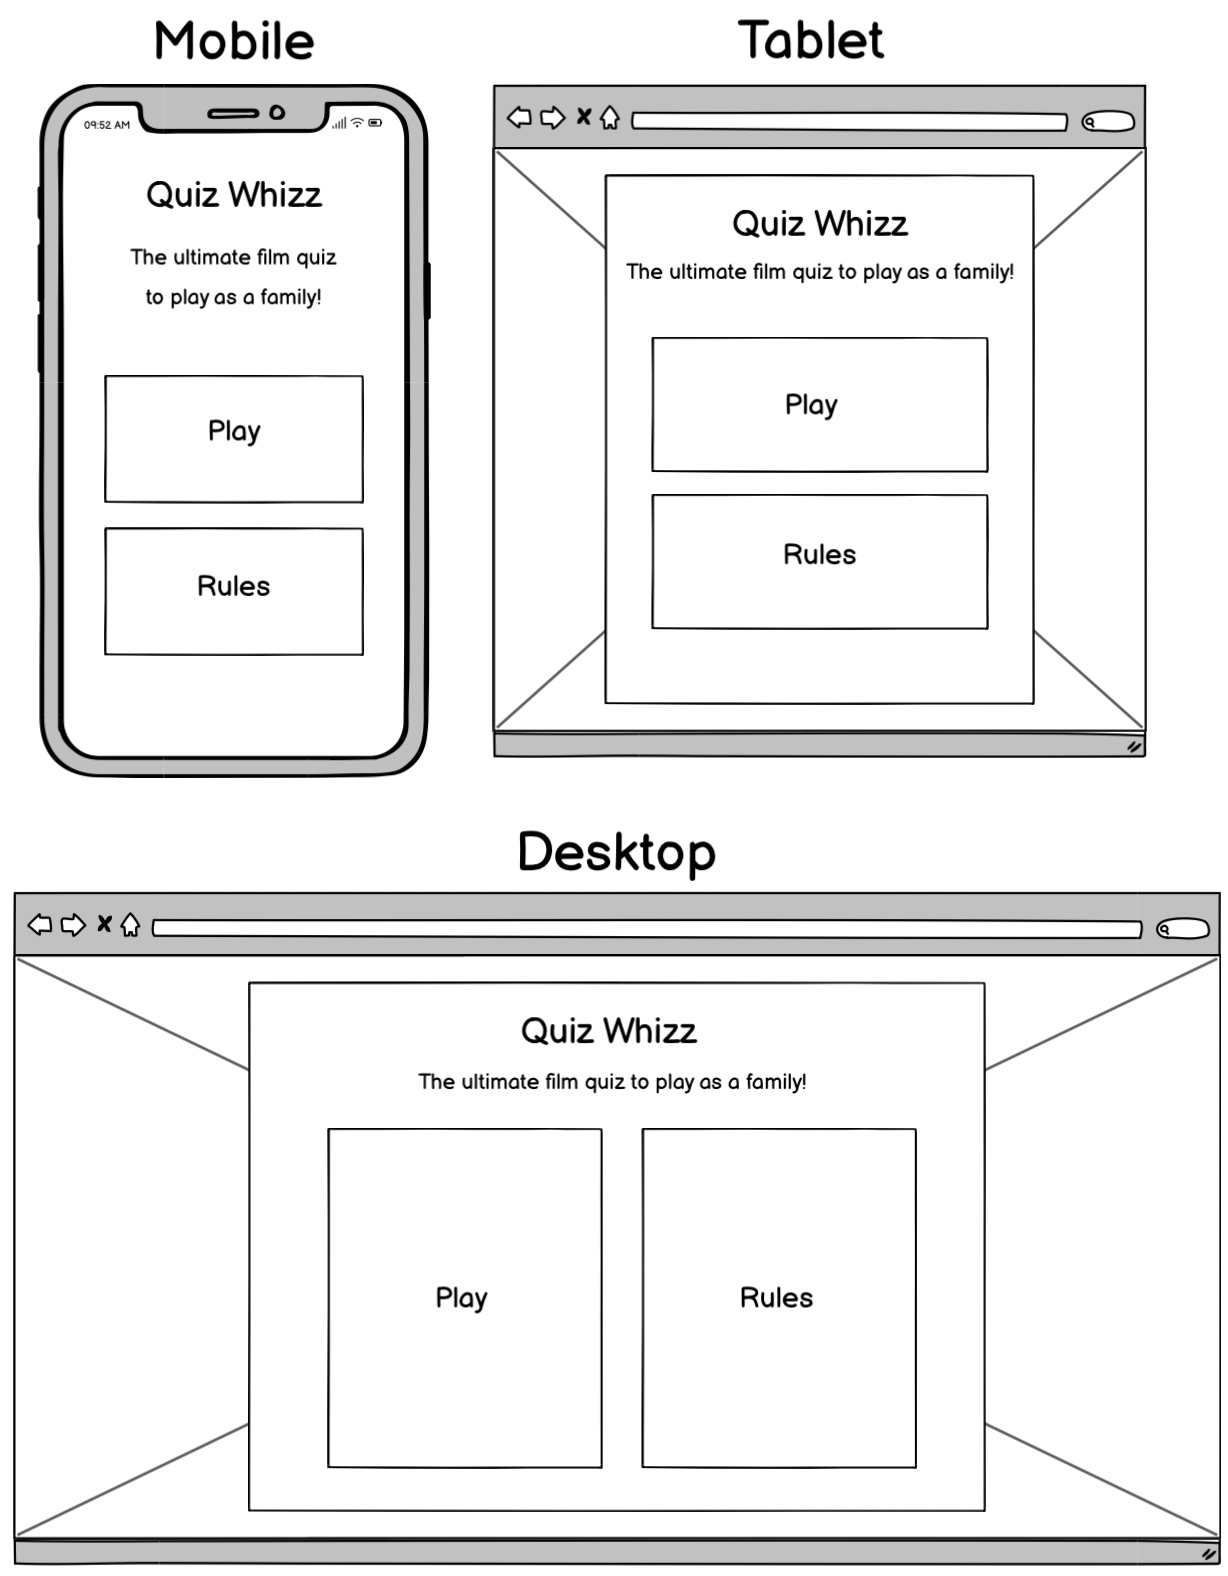 Mobile
09:52 AM
Quiz Whizz
The ultimate film quiz
to play as a family!
Play
Rules
Tablet
Quiz Whizz
The ultimate film quiz to play as a family!
Play
Rules
Desktop
Quiz Whizz
The ultimate film quiz to play as a family!
Play
Rules